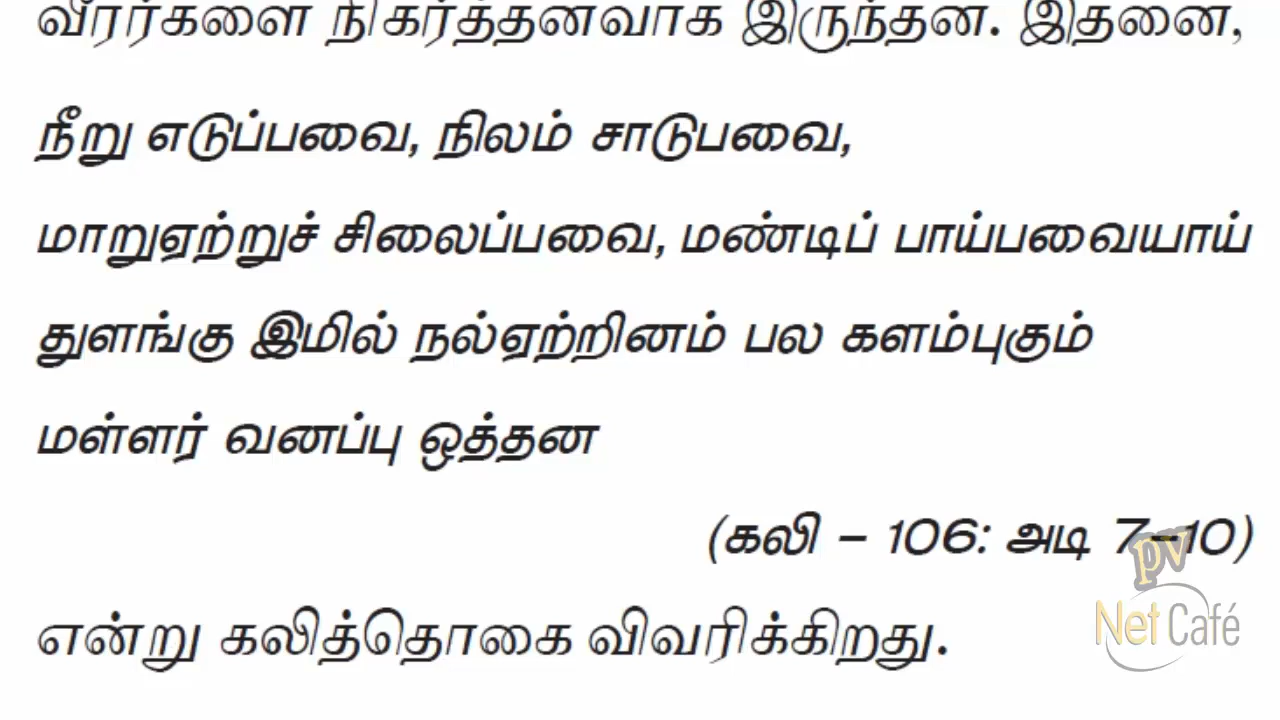 வீரர்களை நிகர்த்தனவாக இருந்தன. இதனை,
நீறு எடுப்பவை, நிலம் சாடுபவை,
மாறுஏற்றுச் சிலைப்பவை, மண்டிப் பாய்பவையாய்
துளங்கு இமில் நல்ஏற்றினம் பல களம்புகும்
மள்ளர் வனப்பு ஒத்தன
(கலி – 106: அடி 7–10)
pv
Net Café
என்று கலித்தொகை விவரிக்கிறது.